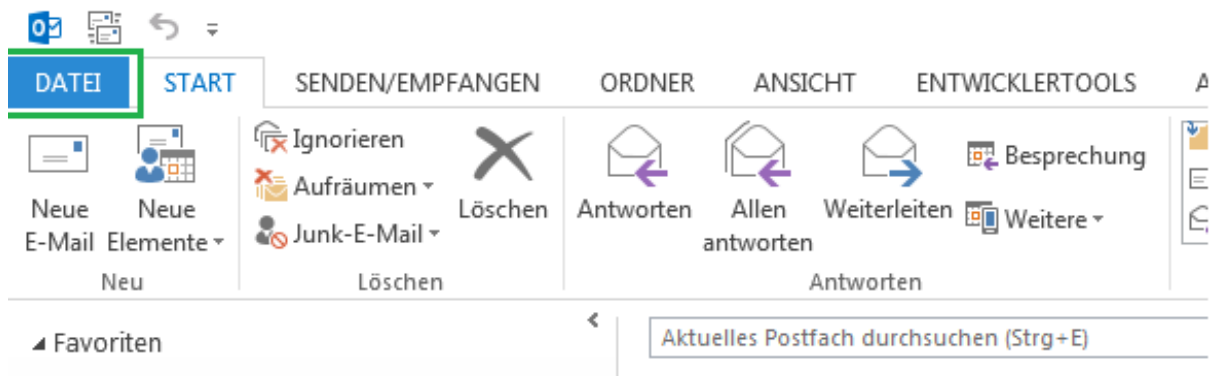 DATEI START SENDEN/EMPFANGEN ORDNER ANSICHT ENTWICKLERTOOLS
Neue
E-Mail
Neue
Elemente
Neu
Ignorieren
Aufräumen
Junk-E-Mail
Löschen
Löschen
Antworten
Allen
antworten
Weiterleiten
Besprechung
Weitere
Antworten
Favoriten
Aktuelles Postfach durchsuchen (Strg+E)